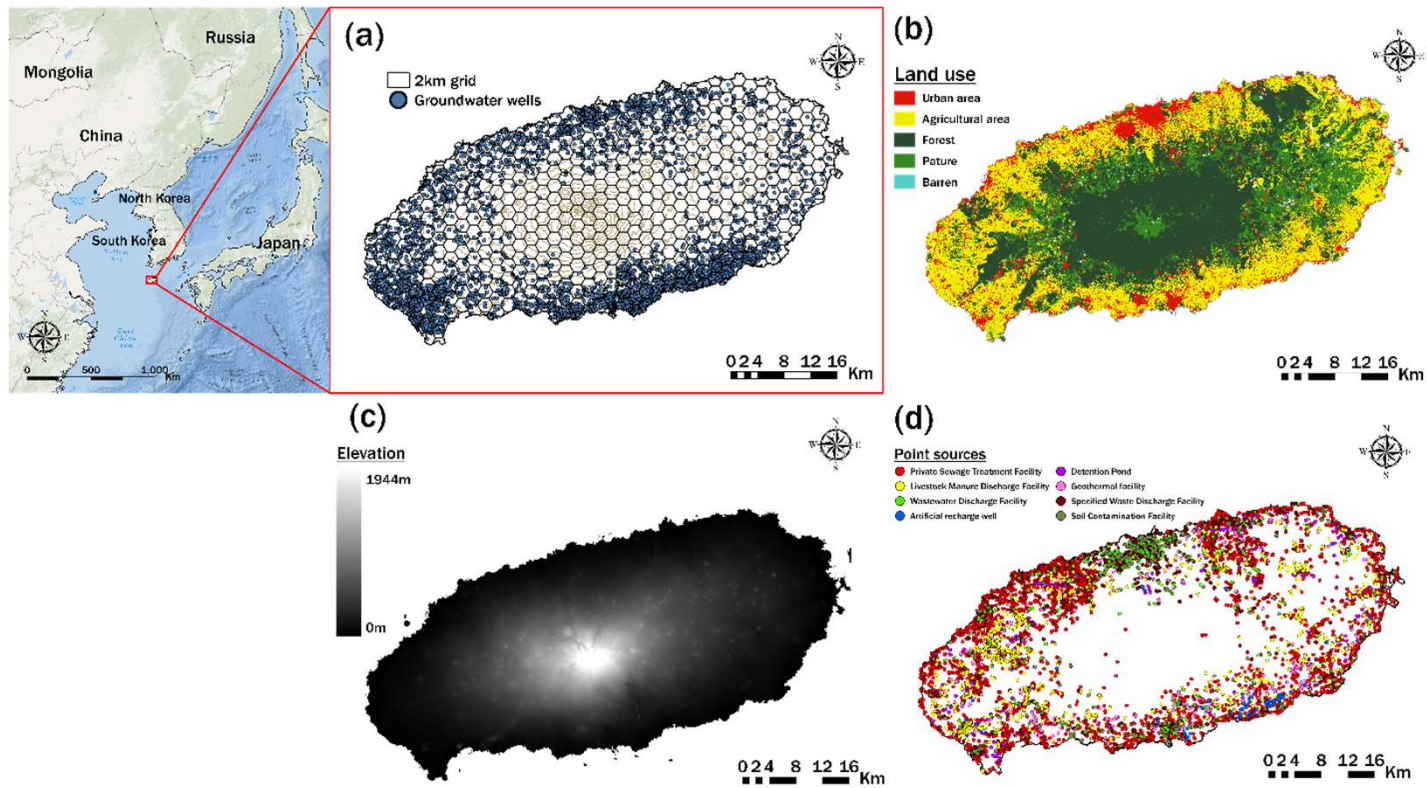 Russia
Mongolia
China
North Korea
South Korea
Japan
N
W E
S
0 500 1,000 Km
(a)
2km grid
Groundwater wells
N
W E
S
0 2 4 8 12 16 Km
(b)
Land use
Urban area
Agricultural area
Forest
Pature
Barren
N
W E
S
0 2 4 8 12 16 Km
(c)
Elevation
1944m
0m
N
W E
S
0 2 4 8 12 16 Km
(d)
Point sources
Private Sewage Treatment Facility
Livestock Manure Discharge Facility
Wastewater Discharge Facility
Artificial recharge well
Detention Pond
Geothermal facility
Specified Waste Discharge Facility
Soil Contamination Facility
N
W E
S
0 2 4 8 12 16 Km